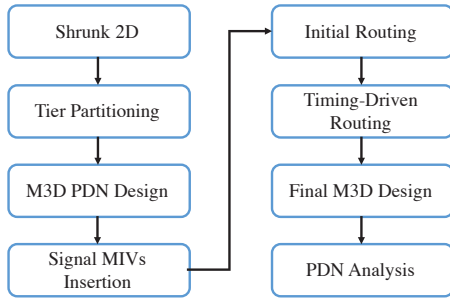 Shrunk 2D
Tier Partitioning
M3D PDN Design
Signal MIVs
Insertion
Initial Routing
Timing-Driven
Routing
Final M3D Design
PDN Analysis